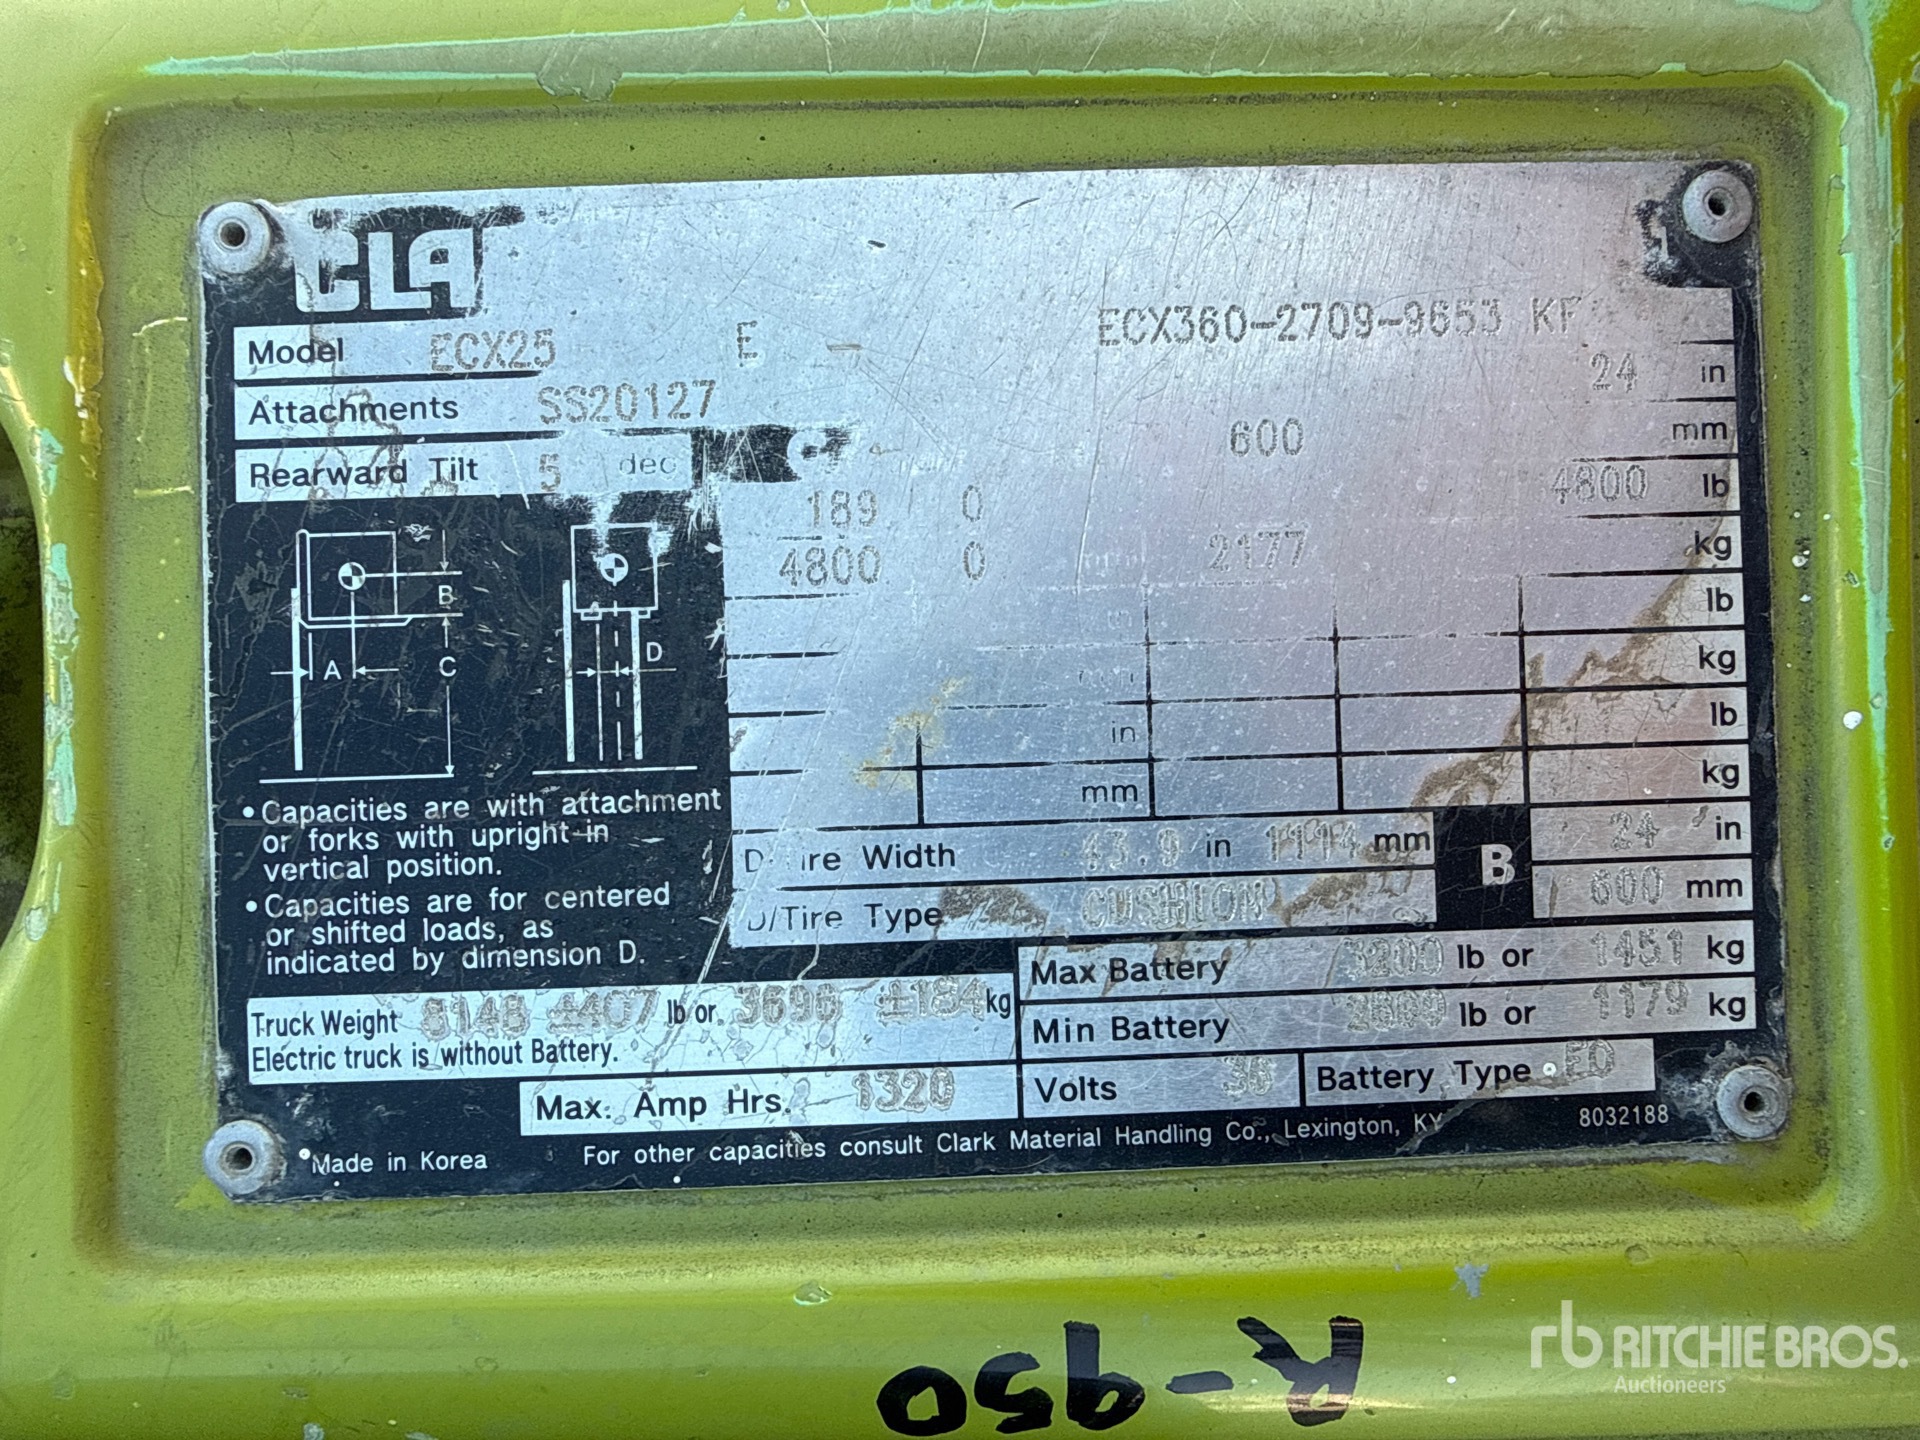 CLA
Model ECX25 E ECX360-2709-9653 KF
Attachments SS20127 24 in
Rearward Tilt 5 deg 600 mm
189 0 4800 lb
4800 0 2177 kg
lb
kg
in lb
mm kg
A B C D
• Capacities are with attachment
or forks with upright in
vertical position.
• Capacities are for centered
or shifted loads, as
indicated by dimension D.
Tire Width 43.9 in 1114 mm B 24 in
D/Tire Type CUSHION 600 mm
Max Battery 3200 lb or 1451 kg
Min Battery lb or 1179 kg
Truck Weight 8148 ±407 lb or 3696 ±184 kg
Electric truck is without Battery.
Max. Amp Hrs. 1320 Volts 36 Battery Type EO
Made in Korea For other capacities consult Clark Material Handling Co., Lexington, KY 8032188
R-950
rb RITCHIE BROS.
Auctioneers